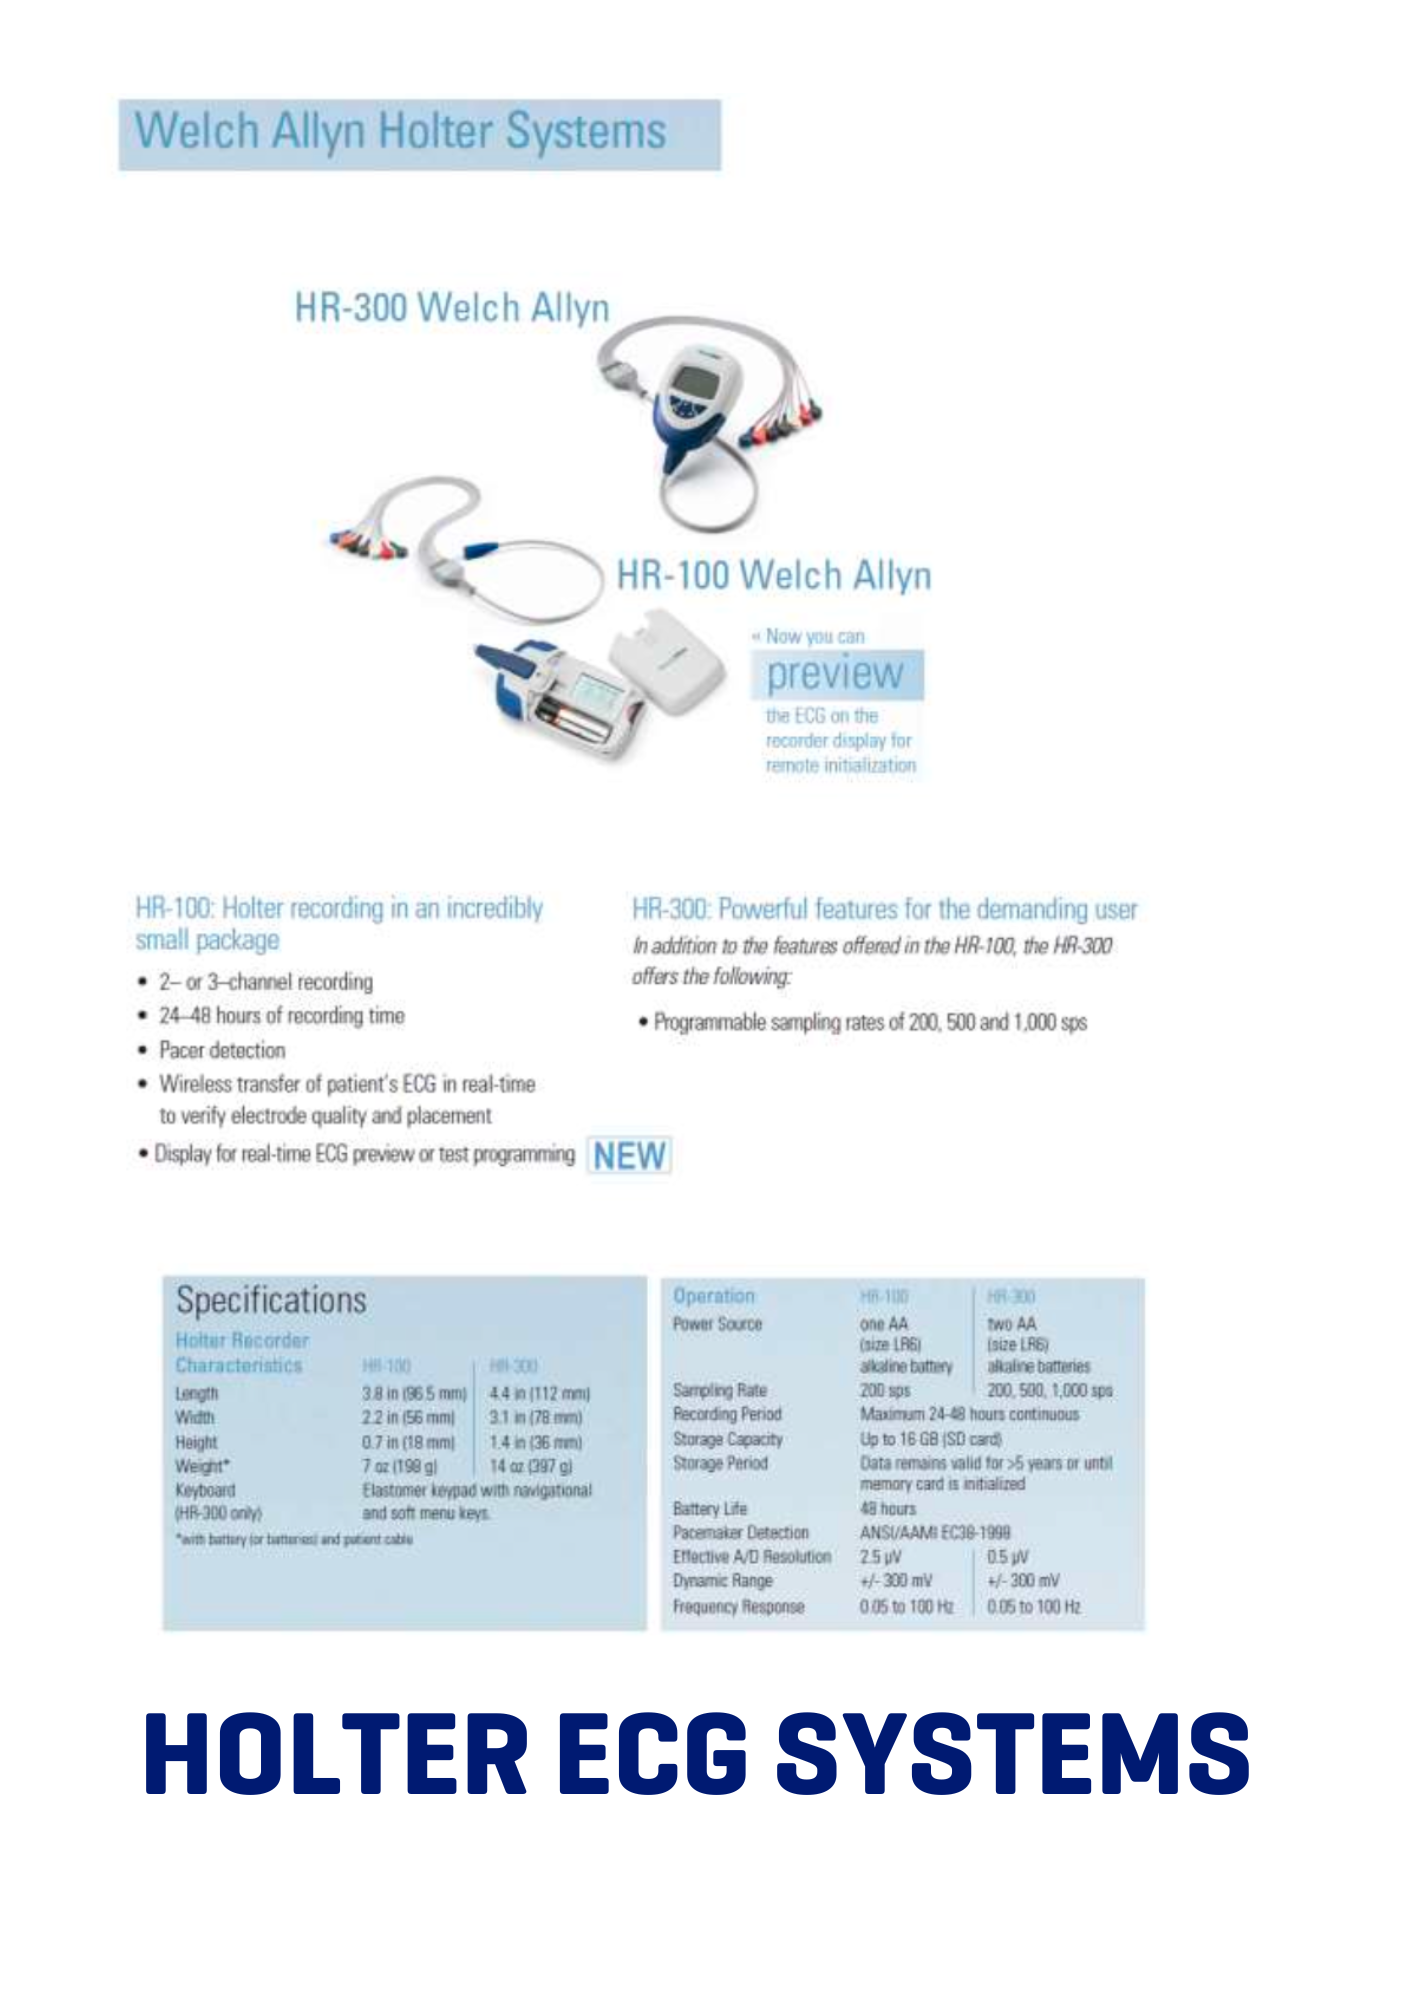 Welch Allyn Holter Systems
HR-300 Welch Allyn
HR-100 Welch Allyn
« Now you can
preview
the ECG on the
recorder display for
remote initialization
HR-100: Holter recording in an incredibly
small package
• 2– or 3–channel recording
• 24–48 hours of recording time
• Pacer detection
• Wireless transfer of patient's ECG in real-time
to verify electrode quality and placement
• Display for real-time ECG preview or test programming NEW
HR-300: Powerful features for the demanding user
In addition to the features offered in the HR-100, the HR-300
offers the following:
• Programmable sampling rates of 200, 500 and 1,000 sps
Specifications
Holter Recorder
Characteristics HR-100 HR-300
Length 3.8 in (96.5 mm) 4.4 in (112 mm)
Width 2.2 in (56 mm) 3.1 in (78 mm)
Height 0.7 in (18 mm) 1.4 in (36 mm)
Weight* 7 oz (198 g) 14 oz (397 g)
Keyboard Elastomer keypad with navigational
(HR-300 only) and soft menu keys.
*with battery (or batteries) and patient cable
Operation HR-100 HR-300
Power Source one AA two AA
(size LR6) (size LR6)
alkaline battery alkaline batteries
Sampling Rate 200 sps 200, 500, 1,000 sps
Recording Period Maximum 24-48 hours continuous
Storage Capacity Up to 16 GB (SD card)
Storage Period Data remains valid for >5 years or until
memory card is initialized
Battery Life 48 hours
Pacemaker Detection ANSI/AAMI EC38-1998
Effective A/D Resolution 2.5 µV 0.5 µV
Dynamic Range +/- 300 mV +/- 300 mV
Frequency Response 0.05 to 100 Hz 0.05 to 100 Hz
HOLTER ECG SYSTEMS